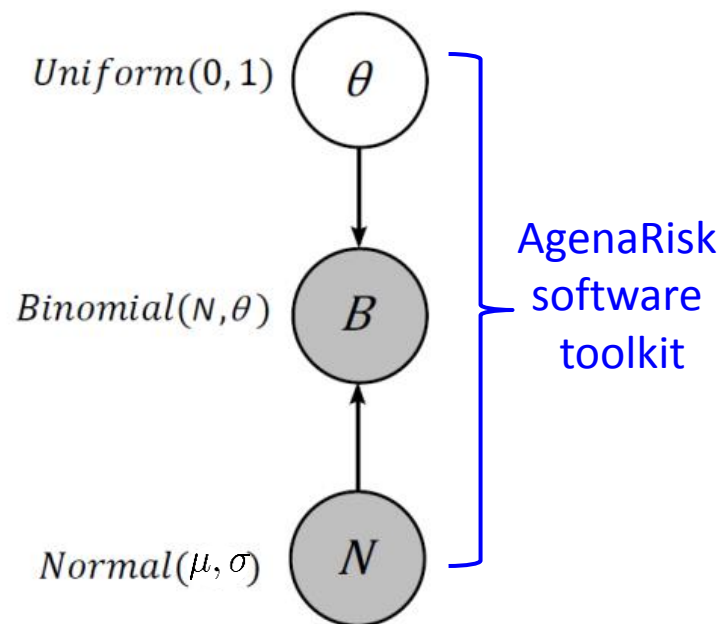 Uniform(0, 1)
θ
AgenaRisk
software
toolkit
Binomial(N,θ)
B
Normal(μ, σ)
N